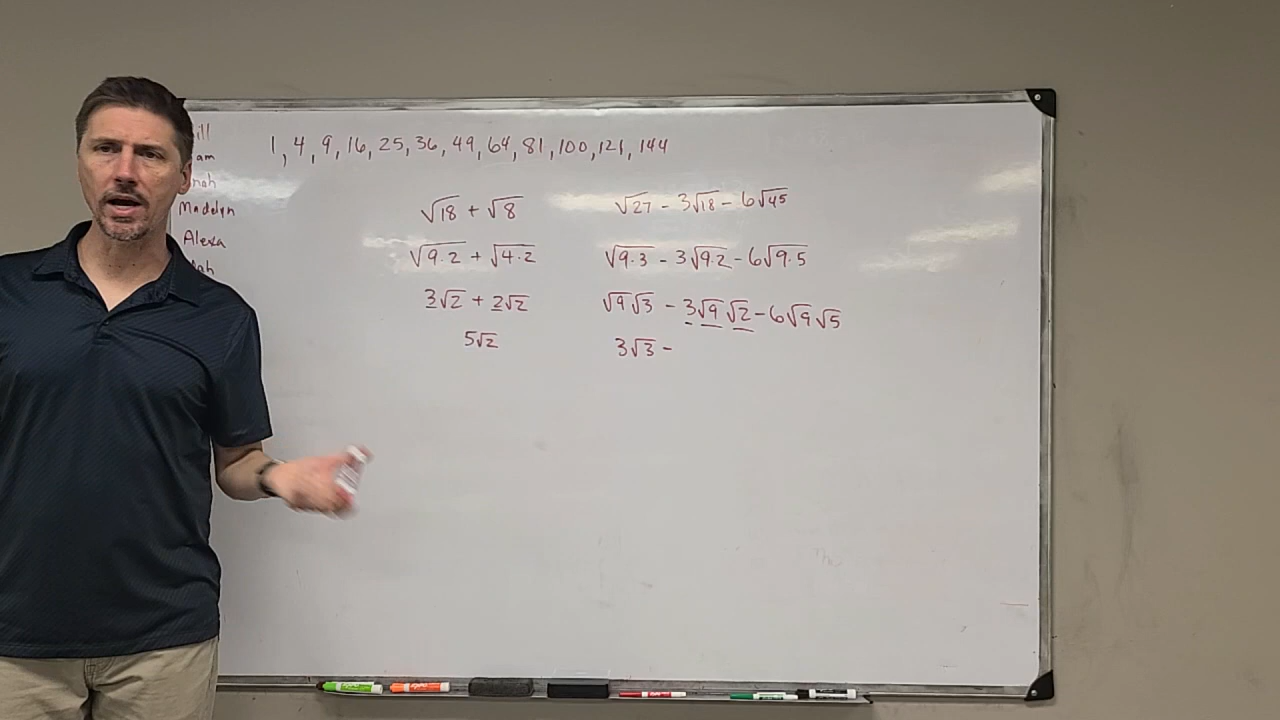 1, 4, 9, 16, 25, 36, 49, 64, 81, 100, 121, 144
Madelyn
Alexa
√18 + √8
√9·2 + √4·2
3√2 + 2√2
5√2
√27 - 3√18 - 6√45
√9·3 - 3√9·2 - 6√9·5
√9√3 - 3√9√2 - 6√9√5
3√3 -